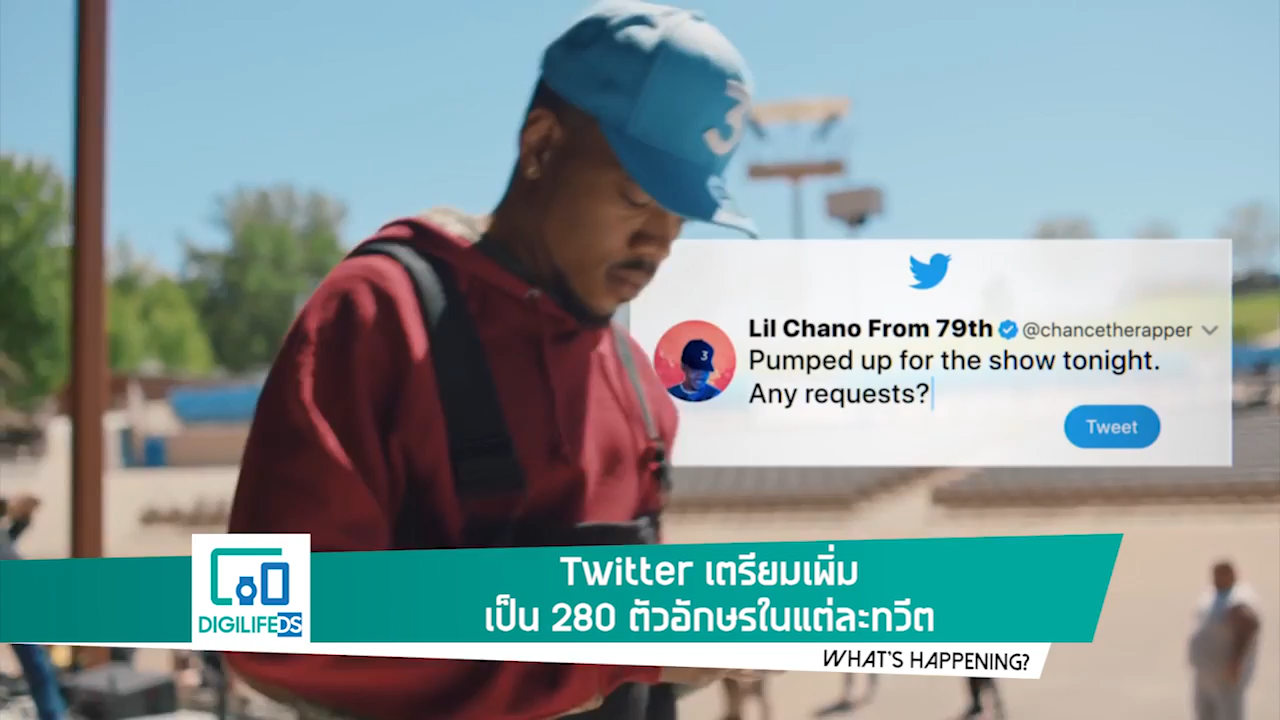 3
Lil Chano From 79th @chancetherapper
Pumped up for the show tonight.
Any requests?
Tweet
3
Twitter เตรียมเพิ่ม
เป็น 280 ตัวอักษรในแต่ละทวีต
DIGILIFEDS
WHAT'S HAPPENING?